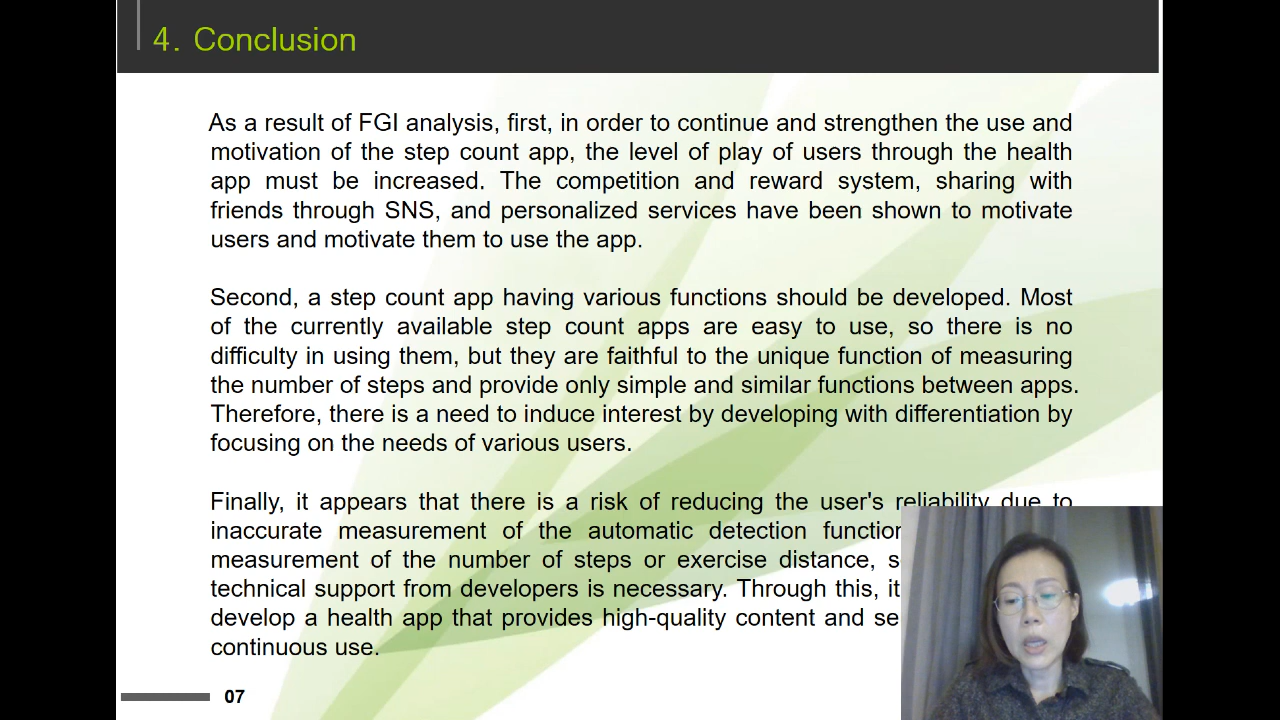 4. Conclusion
As a result of FGI analysis, first, in order to continue and strengthen the use and
motivation of the step count app, the level of play of users through the health
app must be increased. The competition and reward system, sharing with
friends through SNS, and personalized services have been shown to motivate
users and motivate them to use the app.
Second, a step count app having various functions should be developed. Most
of the currently available step count apps are easy to use, so there is no
difficulty in using them, but they are faithful to the unique function of measuring
the number of steps and provide only simple and similar functions between apps.
Therefore, there is a need to induce interest by developing with differentiation by
focusing on the needs of various users.
Finally, it appears that there is a risk of reducing the user's reliability due to
inaccurate measurement of the automatic detection function
measurement of the number of steps or exercise distance,
technical support from developers is necessary. Through this, it
develop a health app that provides high-quality content and
continuous use.
07